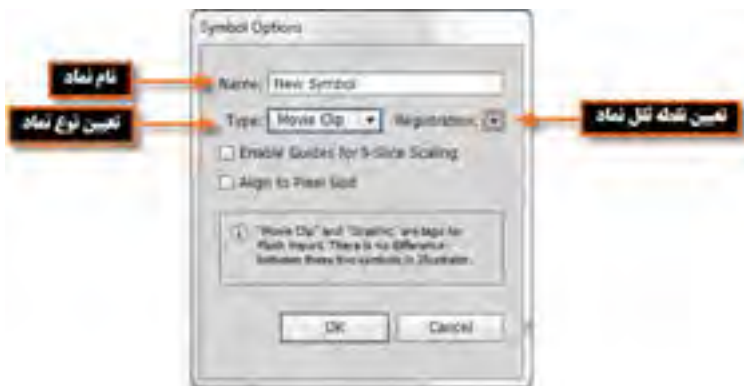 Symbol Options
نام نماد
Name: New Symbol
تعیین نوع نماد
Type: Movie Clip
Registration:
تعیین نقطه ثقل نماد
Enable Guides for 9-Slice Scaling
Align to Pixel Grid
"Movie Clip" and "Graphic" are tags for
Flash import. There is no difference
between these two symbols in Illustrator.
OK
Cancel